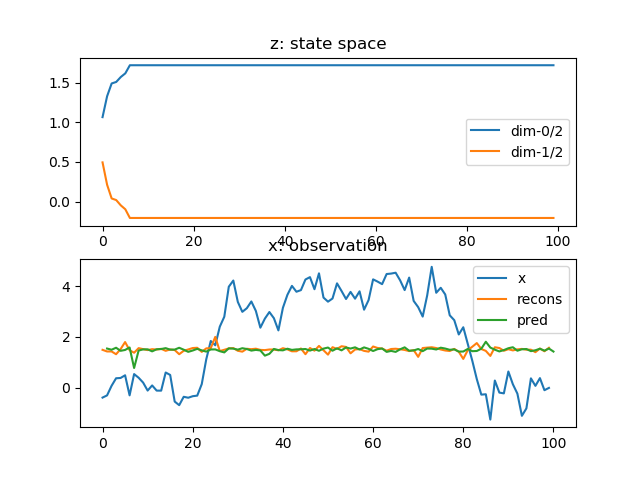 z: state space
1.5
1.0
0.5
0.0
dim-0/2
dim-1/2
0 20 40 60 80 100
x: observation
4
2
0
x
recons
pred
0 20 40 60 80 100